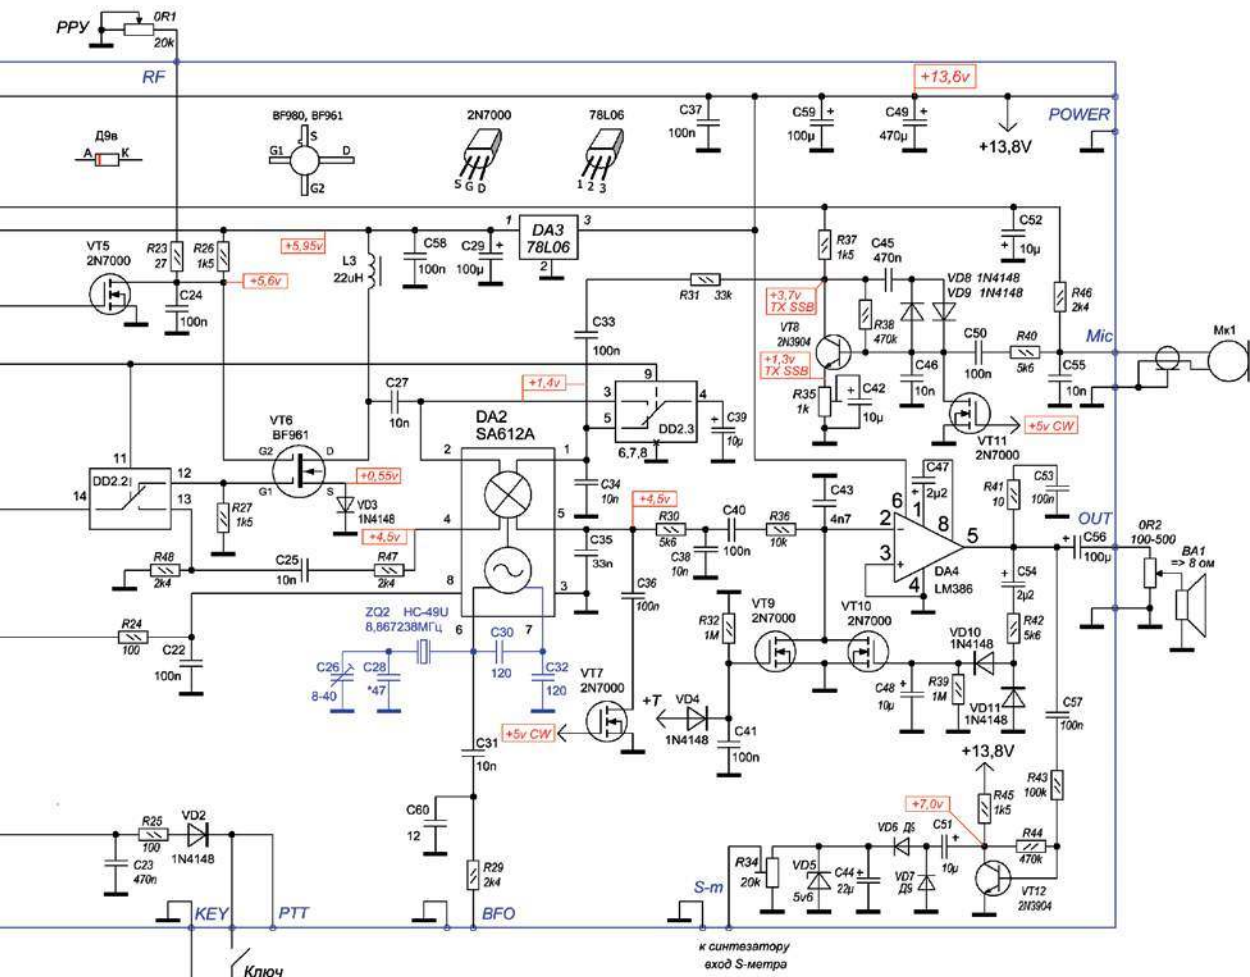 РРУ
0R1
20k
RF
+13,6v
POWER
C37
100n
C59
100µ
+
C49
470µ
+
+13,8V
Д9в
А К
BF980, BF961
S
G1
D
G2
2N7000
S G D
78L06
1 2 3
VT5
2N7000
R23
27
R26
1k5
+5,95v
+5,6v
C24
100n
L3
22uH
C58
100n
C29
100µ
+
1
DA3
78L06
3
2
R31
33k
C33
100n
R37
1k5
C45
470n
C52
10µ
+
VD8 1N4148
VD9 1N4148
R46
2k4
+3,7v
TX SSB
VT8
2N3904
R38
470k
+1,3v
TX SSB
R35
1k
C42
10µ
+
C46
10n
C50
100n
R40
5k6
Mic
Мк1
C55
10n
VT11
2N7000
+5v CW
C27
10n
+1,4v
9
3
5
4
DD2.3
6,7,8
C39
10µ
+
DA2
SA612A
2
1
VT6
BF961
G2
D
G1
S
11
12
13
14
DD2.2
R27
1k5
+0,55v
VD3
1N4148
+4,5v
4
5
C34
10n
+4,5v
R30
5k6
C40
100n
R36
10k
C43
4n7
C47
2µ2
+
6
1
8
2
3
5
4
DA4
LM386
R41
10
C53
100n
OUT
C56
100µ
+
0R2
100-500
BA1
=> 8 ом
R48
2k4
C25
10n
R47
2k4
8
3
C35
33n
C38
10n
C36
100n
C54
2µ2
+
R42
5k6
R24
100
C22
100n
ZQ2 HC-49U
8,867238МГц
6
7
C26
8-40
C28
*47
C30
120
C32
120
R32
1M
VT9
2N7000
VT10
2N7000
VD10
1N4148
C48
10µ
+
R39
1M
VD11
1N4148
C57
100n
VT7
2N7000
+5v CW
+T
VD4
1N4148
C41
100n
C31
10n
C60
12
R29
2k4
+13,8V
R45
1k5
R43
100k
+7,0v
R44
470k
VD6 Д9
C51
10µ
+
R34
20k
VD5
5v6
C44
22µ
+
VD7
Д9
VT12
2N3904
S-m
R25
100
VD2
1N4148
C23
470n
KEY
PTT
BFO
Ключ
к синтезатору
вход S-метра